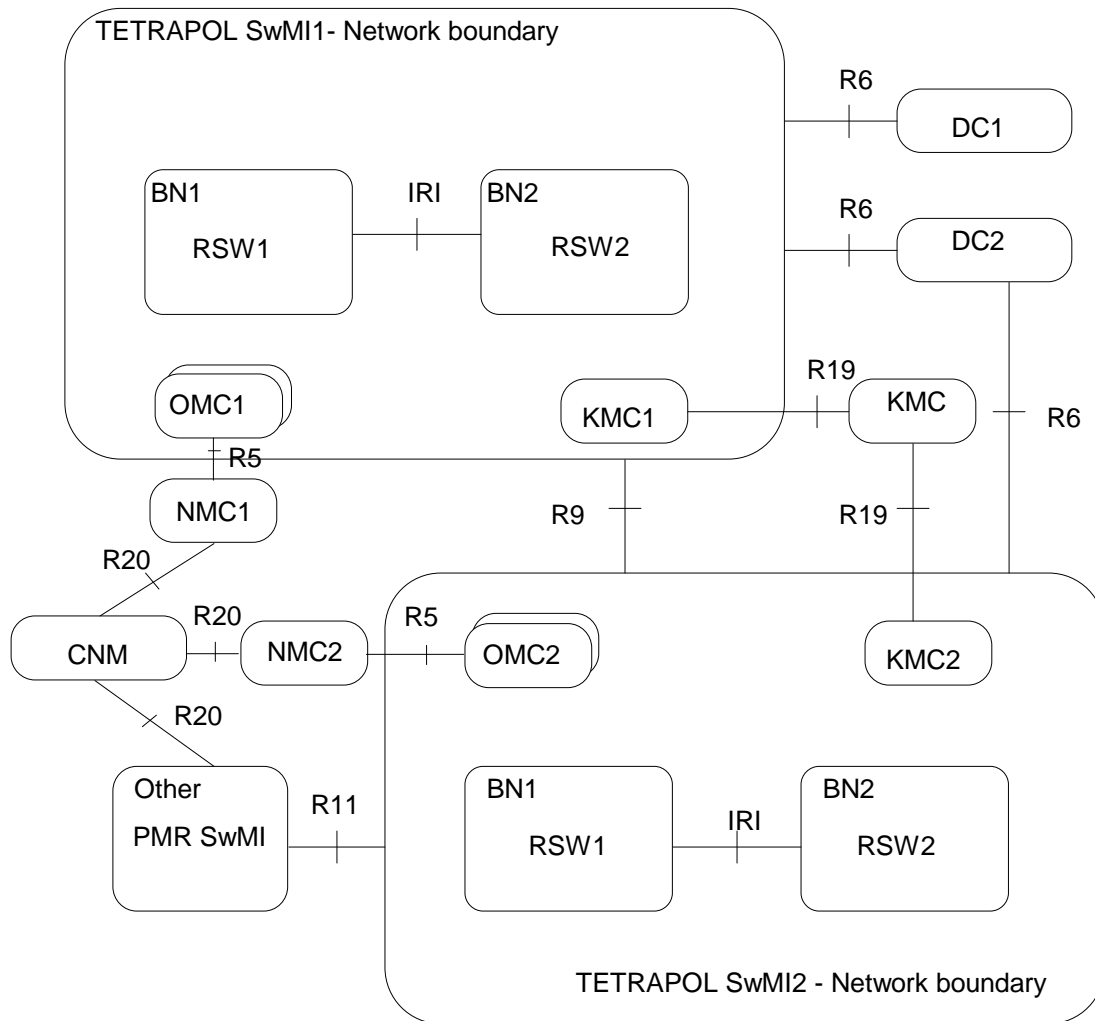 TETRAPOL SwMI1- Network boundary
R6
DC1
BN1
IRI
BN2
R6
RSW1
RSW2
DC2
R19
OMC1
KMC1
KMC
R6
R5
NMC1
R9
R19
R20
R20
R5
CNM
NMC2
OMC2
KMC2
R20
Other
PMR SwMI
R11
BN1
IRI
BN2
RSW1
RSW2
TETRAPOL SwMI2 - Network boundary